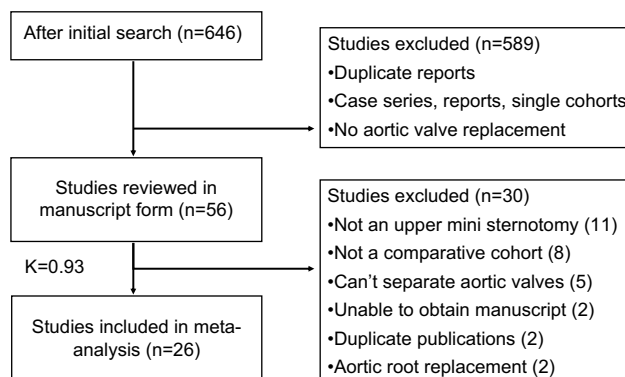 After initial search (n=646)
Studies excluded (n=589)
•Duplicate reports
•Case series, reports, single cohorts
•No aortic valve replacement
Studies reviewed in
manuscript form (n=56)
Studies excluded (n=30)
•Not an upper mini sternotomy (11)
•Not a comparative cohort (8)
•Can't separate aortic valves (5)
•Unable to obtain manuscript (2)
•Duplicate publications (2)
•Aortic root replacement (2)
K=0.93
Studies included in meta-
analysis (n=26)